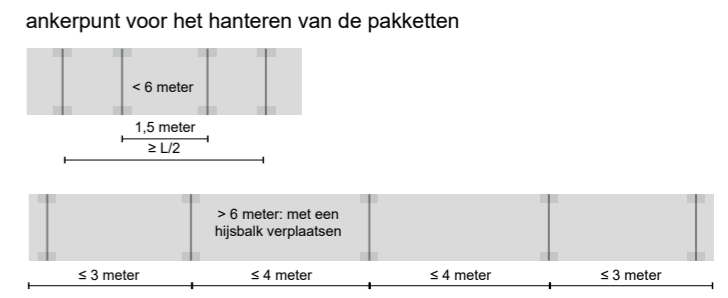 ankerpunt voor het hanteren van de pakketten
< 6 meter
1,5 meter
≥ L/2
> 6 meter: met een
hijsbalk verplaatsen
≤ 3 meter
≤ 4 meter
≤ 4 meter
≤ 3 meter